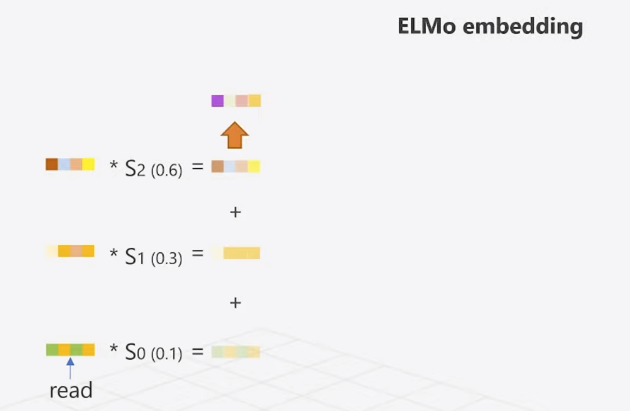 ELMo embedding
* S2 (0.6) =
+
* S1 (0.3) =
+
* S0 (0.1) =
read